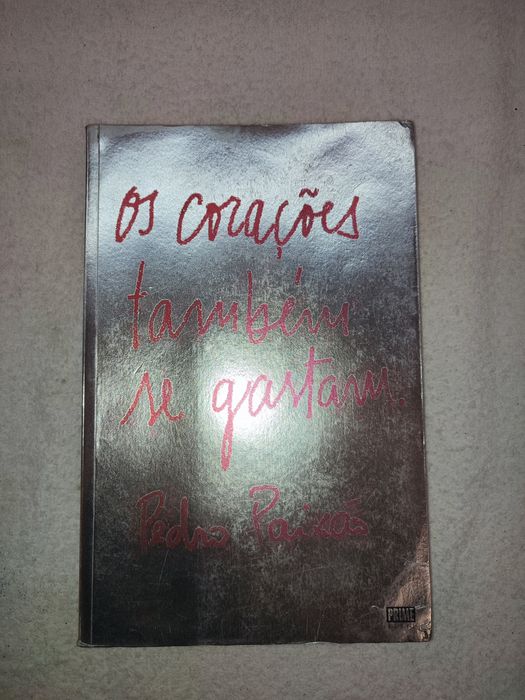 os corações
também
se gastam.
Pedro Paixão
PRIME